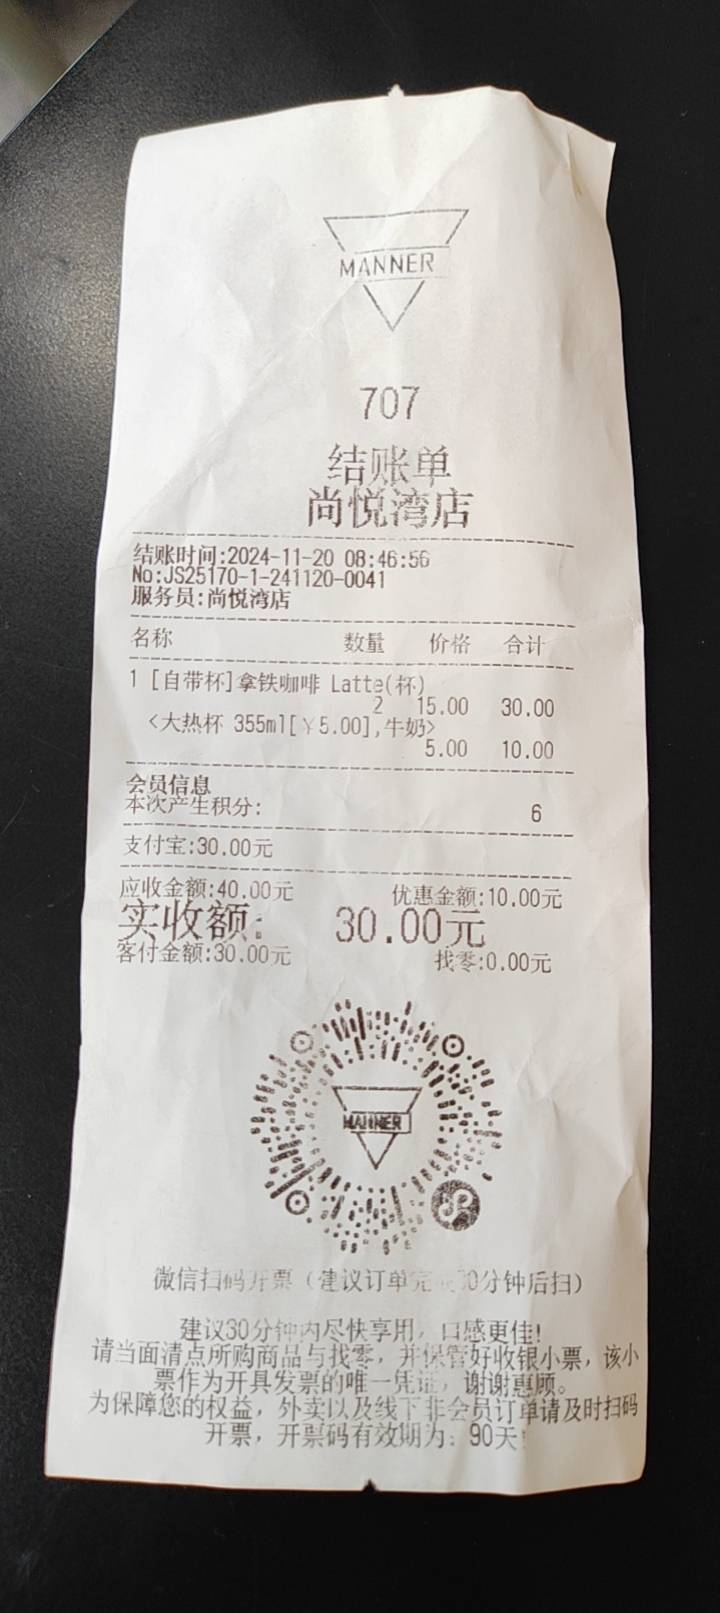 MANNER
707
结账单
尚悦湾店
结账时间:2024-11-20 08:46:56
No:JS25170-1-241120-0041
服务员:尚悦湾店
名称 数量 价格 合计
1 [自带杯]拿铁咖啡 Latte(杯)
2 15.00 30.00
<大热杯 355ml[￥5.00],牛奶>
5.00 10.00
会员信息
本次产生积分: 6
支付宝:30.00元
应收金额:40.00元 优惠金额:10.00元
实收额: 30.00元
客付金额:30.00元 找零:0.00元
MANNER
微信扫码开票（建议订单完成30分钟后扫）
建议30分钟内尽快享用，口感更佳!
请当面清点所购商品与找零，并保管好收银小票，该小
票作为开具发票的唯一凭证，谢谢惠顾。
为保障您的权益，外卖以及线下非会员订单请及时扫码
开票，开票码有效期为：90天!